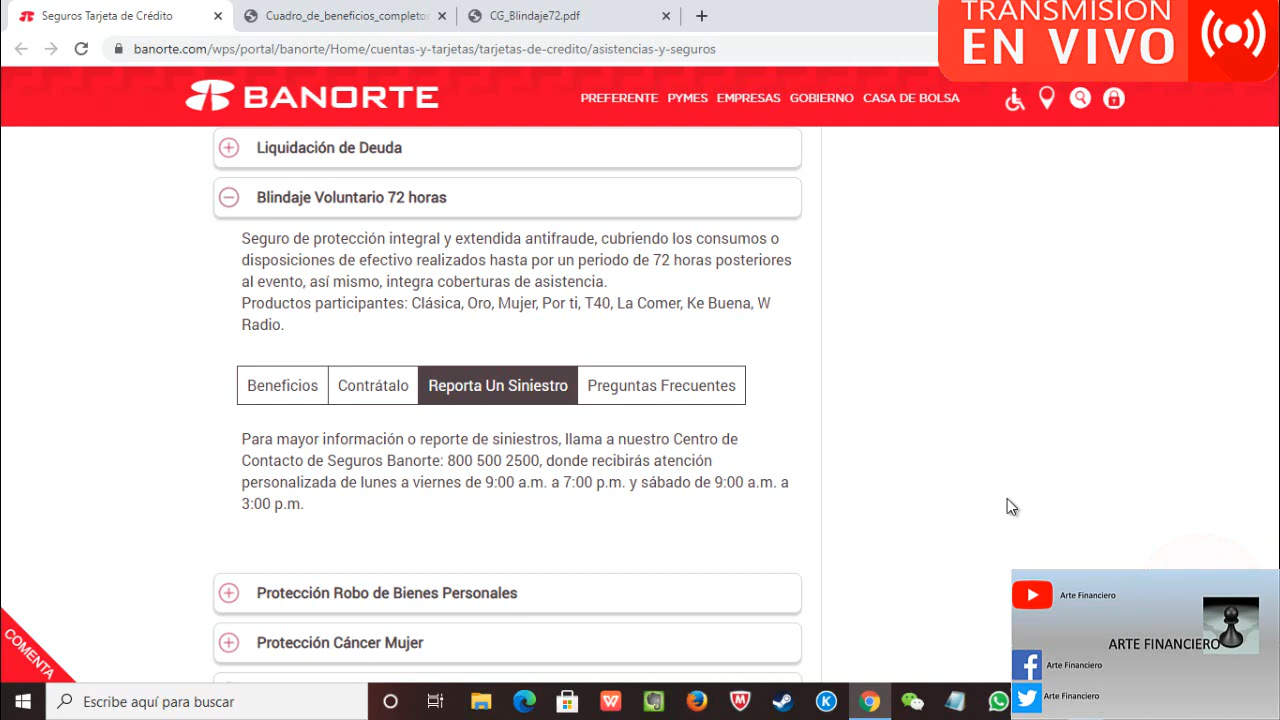 Seguros Tarjeta de Crédito
Cuadro_de_beneficios_completos
CG_Blindaje72.pdf
TRANSMISIÓN
EN VIVO
banorte.com/wps/portal/banorte/Home/cuentas-y-tarjetas/tarjetas-de-credito/asistencias-y-seguros
BANORTE
PREFERENTE PYMES EMPRESAS GOBIERNO CASA DE BOLSA
Liquidación de Deuda
Blindaje Voluntario 72 horas
Seguro de protección integral y extendida antifraude, cubriendo los consumos o
disposiciones de efectivo realizados hasta por un periodo de 72 horas posteriores
al evento, así mismo, integra coberturas de asistencia.
Productos participantes: Clásica, Oro, Mujer, Por ti, T40, La Comer, Ke Buena, W
Radio.
Beneficios Contrátalo Reporta Un Siniestro Preguntas Frecuentes
Para mayor información o reporte de siniestros, llama a nuestro Centro de
Contacto de Seguros Banorte: 800 500 2500, donde recibirás atención
personalizada de lunes a viernes de 9:00 a.m. a 7:00 p.m. y sábado de 9:00 a.m. a
3:00 p.m.
Protección Robo de Bienes Personales
Protección Cáncer Mujer
COMENTA
Arte Financiero
ARTE FINANCIERO
Arte Financiero
Arte Financiero
Escribe aquí para buscar